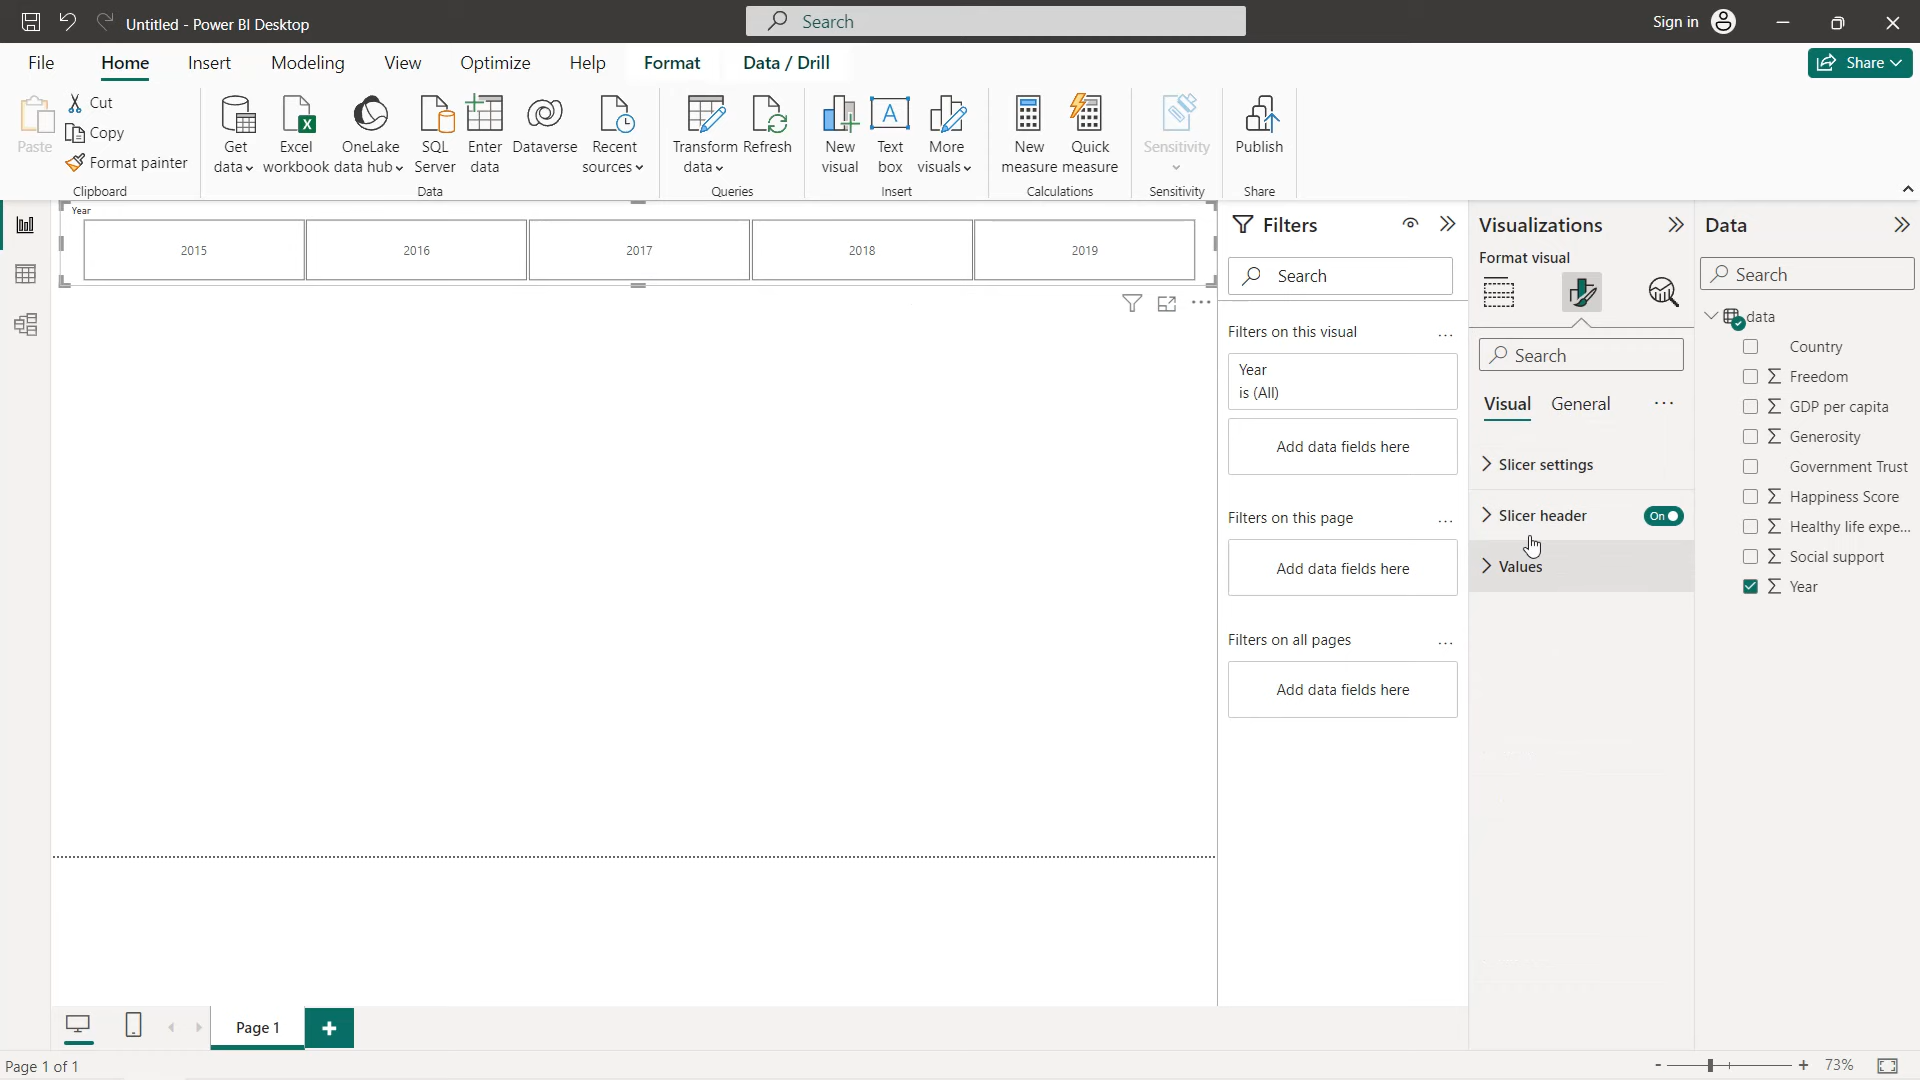 Untitled - Power BI Desktop
Search
Sign in
File
Home
Insert
Modeling
View
Optimize
Help
Format
Data / Drill
Share
Paste
Cut
Copy
Format painter
Clipboard
Get
data
Excel
workbook
OneLake
data hub
SQL
Server
Enter
data
Dataverse
Recent
sources
Data
Transform
data
Refresh
Queries
New
visual
A
Text
box
More
visuals
Insert
New
measure
Quick
measure
Calculations
Sensitivity
Sensitivity
Publish
Share
Year
2015
2016
2017
2018
2019
Filters
Search
Filters on this visual
...
Year
is (All)
Add data fields here
Filters on this page
...
Add data fields here
Filters on all pages
...
Add data fields here
Visualizations
Format visual
Search
Visual
General
...
Slicer settings
Slicer header
On
Values
Data
Search
data
Country
Freedom
GDP per capita
Generosity
Government Trust
Happiness Score
Healthy life expe...
Social support
Year
Page 1
+
Page 1 of 1
-
+
73%